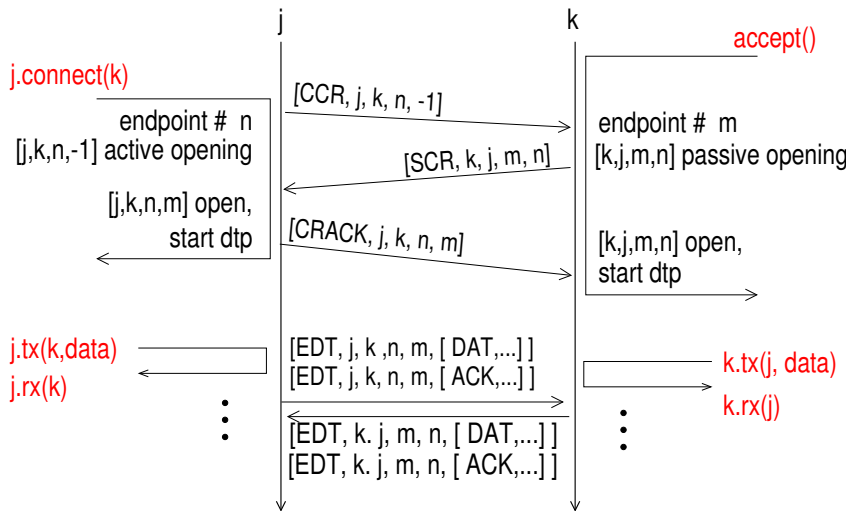 j
k
accept()
j.connect(k)
[CCR, j, k, n, -1]
endpoint # n
[j,k,n,-1] active opening
endpoint # m
[k,j,m,n] passive opening
[SCR, k, j, m, n]
[j,k,n,m] open,
start dtp
[CRACK, j, k, n, m]
[k,j,m,n] open,
start dtp
j.tx(k,data)
j.rx(k)
[EDT, j, k ,n, m, [ DAT,...] ]
[EDT, j, k, n, m, [ ACK,...] ]
k.tx(j, data)
k.rx(j)
[EDT, k. j, m, n, [ DAT,...] ]
[EDT, k. j, m, n, [ ACK,...] ]